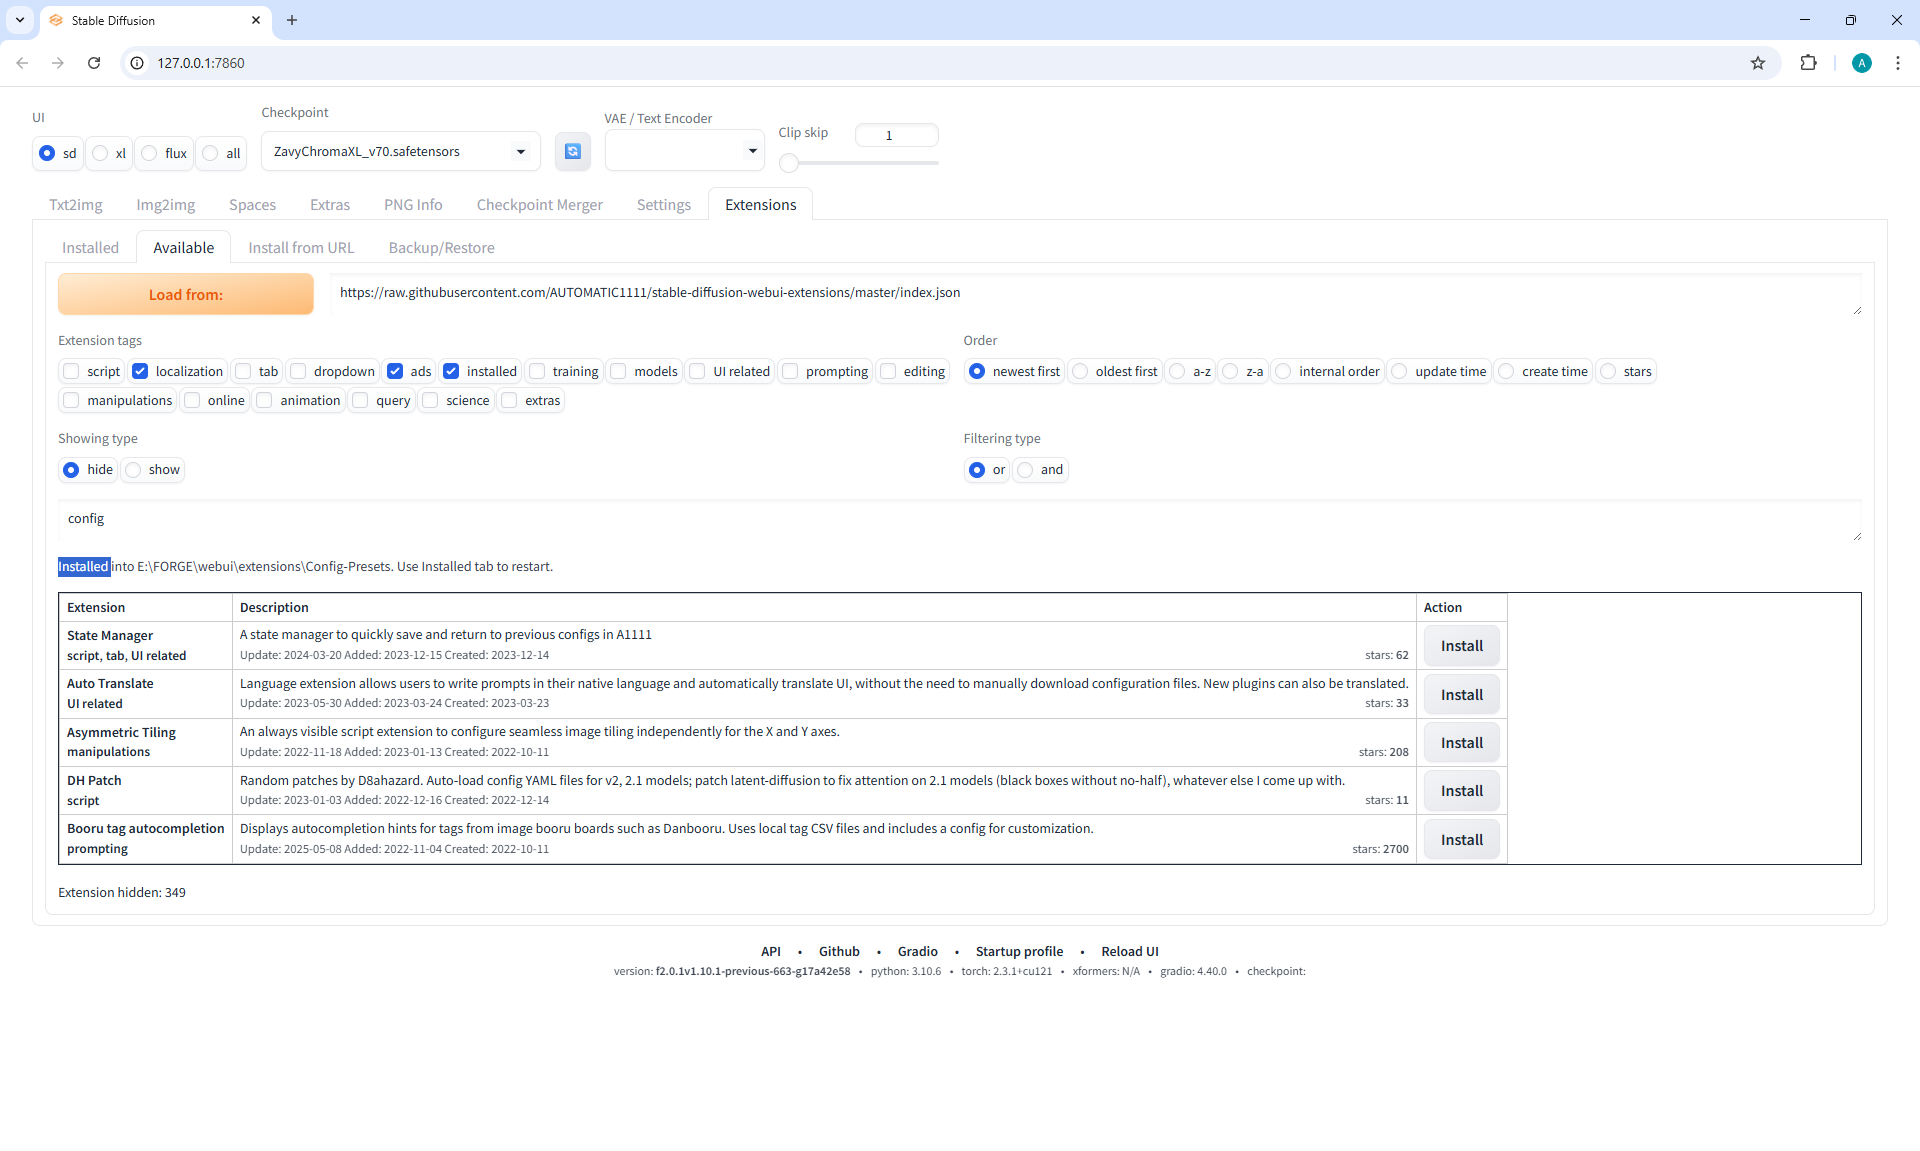 Stable Diffusion
127.0.0.1:7860
A
UI
Checkpoint
VAE / Text Encoder
Clip skip
1
sd
xl
flux
all
ZavyChromaXL_v70.safetensors
Txt2img
Img2img
Spaces
Extras
PNG Info
Checkpoint Merger
Settings
Extensions
Installed
Available
Install from URL
Backup/Restore
Load from:
https://raw.githubusercontent.com/AUTOMATIC1111/stable-diffusion-webui-extensions/master/index.json
Extension tags
script
localization
tab
dropdown
ads
installed
training
models
UI related
prompting
editing
manipulations
online
animation
query
science
extras
Order
newest first
oldest first
a-z
z-a
internal order
update time
create time
stars
Showing type
hide
show
Filtering type
or
and
config
Installed into E:\FORGE\webui\extensions\Config-Presets. Use Installed tab to restart.
Extension
Description
Action
State Manager
script, tab, UI related
A state manager to quickly save and return to previous configs in A1111
Update: 2024-03-20 Added: 2023-12-15 Created: 2023-12-14
stars: 62
Install
Auto Translate
UI related
Language extension allows users to write prompts in their native language and automatically translate UI, without the need to manually download configuration files. New plugins can also be translated.
Update: 2023-05-30 Added: 2023-03-24 Created: 2023-03-23
stars: 33
Install
Asymmetric Tiling
manipulations
An always visible script extension to configure seamless image tiling independently for the X and Y axes.
Update: 2022-11-18 Added: 2023-01-13 Created: 2022-10-11
stars: 208
Install
DH Patch
script
Random patches by D8ahazard. Auto-load config YAML files for v2, 2.1 models; patch latent-diffusion to fix attention on 2.1 models (black boxes without no-half), whatever else I come up with.
Update: 2023-01-03 Added: 2022-12-16 Created: 2022-12-14
stars: 11
Install
Booru tag autocompletion
prompting
Displays autocompletion hints for tags from image booru boards such as Danbooru. Uses local tag CSV files and includes a config for customization.
Update: 2025-05-08 Added: 2022-11-04 Created: 2022-10-11
stars: 2700
Install
Extension hidden: 349
API • Github • Gradio • Startup profile • Reload UI
version: f2.0.1v1.10.1-previous-663-g17a42e58 • python: 3.10.6 • torch: 2.3.1+cu121 • xformers: N/A • gradio: 4.40.0 • checkpoint: